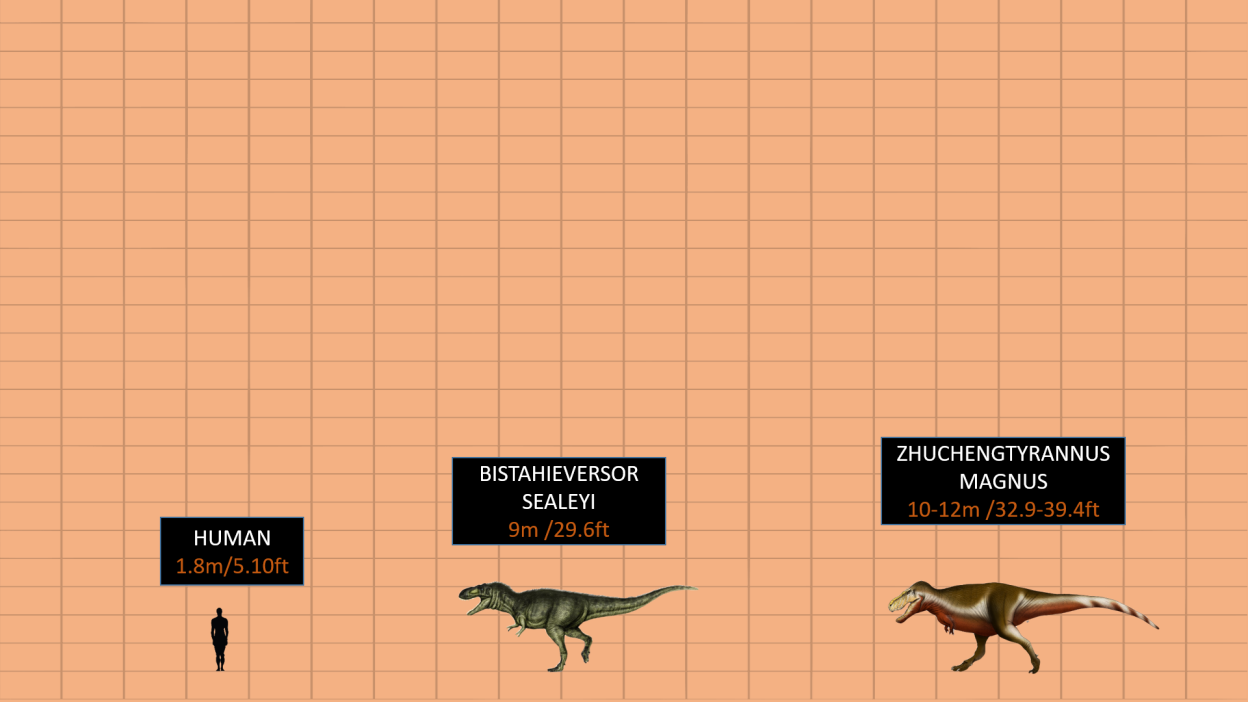 HUMAN
1.8m/5.10ft
BISTAHIEVERSOR
SEALEYI
9m /29.6ft
ZHUCHENGTYRANNUS
MAGNUS
10-12m /32.9-39.4ft